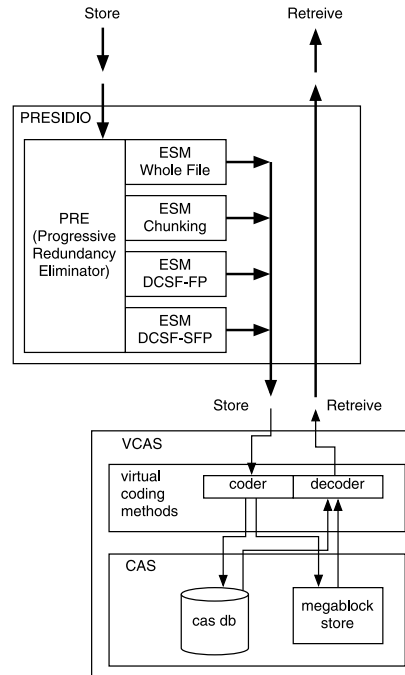 Store
Retreive
PRESIDIO
PRE
(Progressive
Redundancy
Eliminator)
ESM
Whole File
ESM
Chunking
ESM
DCSF-FP
ESM
DCSF-SFP
Store
Retreive
VCAS
virtual
coding
methods
coder
decoder
CAS
cas db
megablock
store